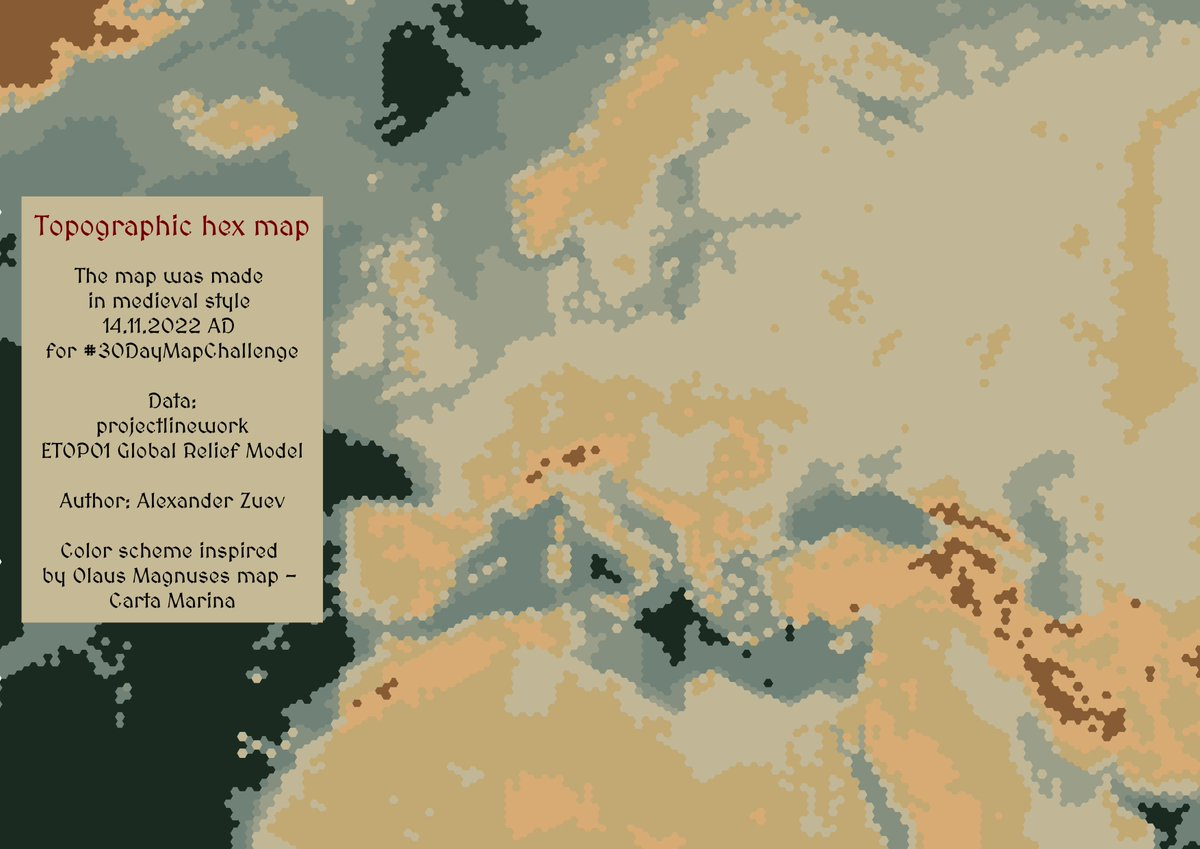 Topographic hex map
The map was made
in medieval style
14.11.2022 AD
for #30DayMapChallenge
Data:
projectlinework
ETOPO1 Global Relief Model
Author: Alexander Zuev
Color scheme inspired
by Olaus Magnuses map -
Carta Marina